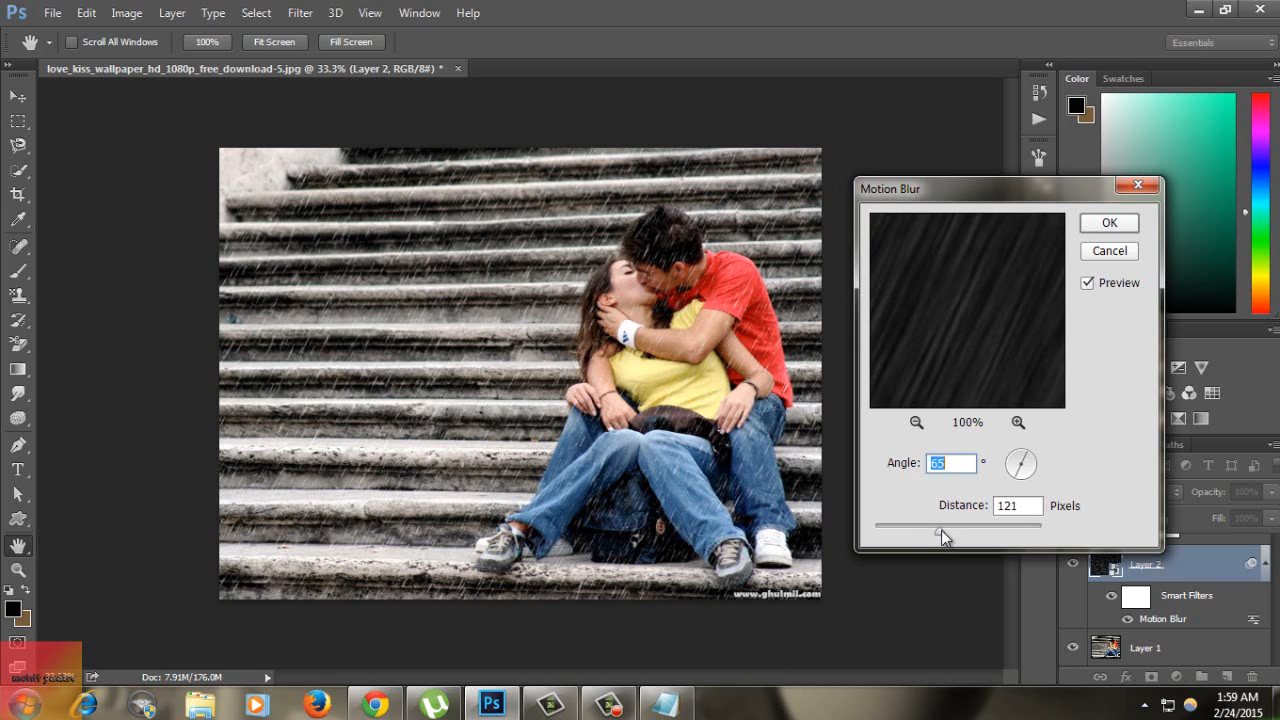 Ps File Edit Image Layer Type Select Filter 3D View Window Help
Scroll All Windows 100% Fit Screen Fill Screen Essentials
love_kiss_wallpaper_hd_1080p_free_download-5.jpg @ 33.3% (Layer 2, RGB/8#) *
Color Swatches
Motion Blur
OK
Cancel
Preview
100%
Angle: 65 °
Distance: 121 Pixels
Opacity: 100%
Fill: 100%
Layer 2
Smart Filters
Motion Blur
Layer 1
www.ghulmil.com
Doc: 7.91M/176.0M
Ps
1:59 AM
2/24/2015